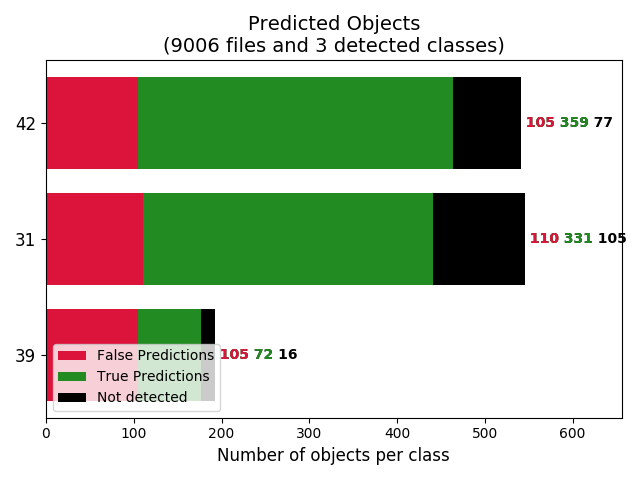 Predicted Objects
(9006 files and 3 detected classes)
42
105 359 77
31
110 331 105
39
105 72 16
False Predictions
True Predictions
Not detected
0 100 200 300 400 500 600
Number of objects per class